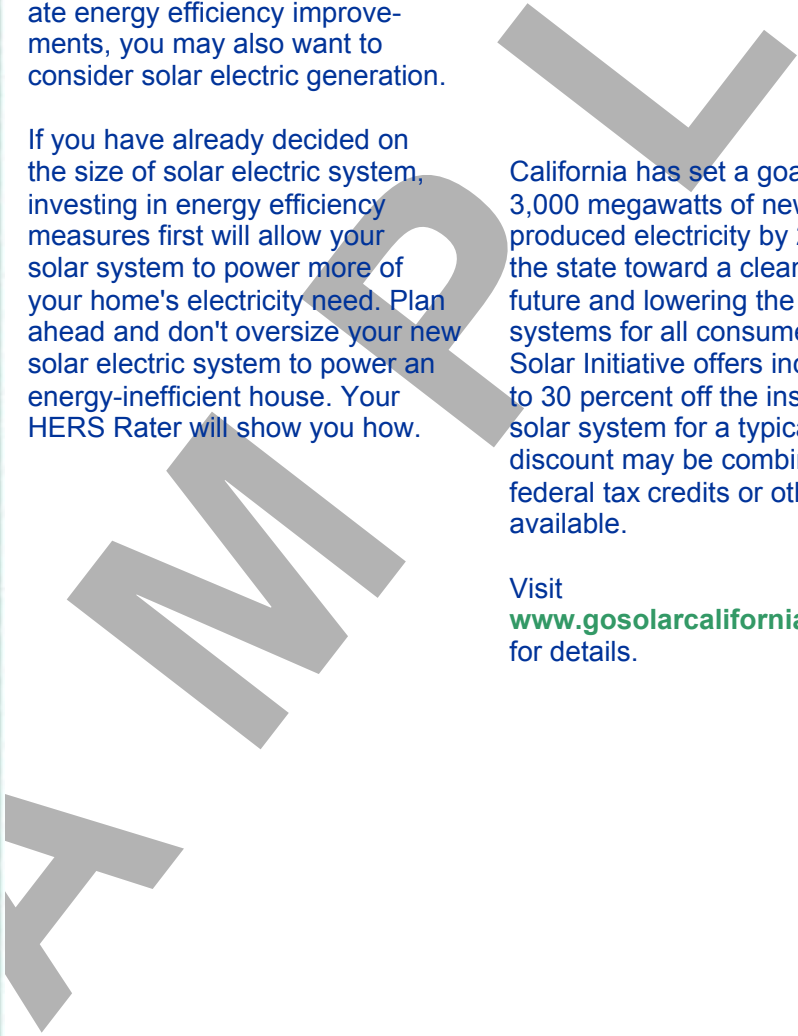 ate energy efficiency improve-
ments, you may also want to
consider solar electric generation.
If you have already decided on
the size of solar electric system,
investing in energy efficiency
measures first will allow your
solar system to power more of
your home's electricity need. Plan
ahead and don't oversize your new
solar electric system to power an
energy-inefficient house. Your
HERS Rater will show you how.
California has set a goa
3,000 megawatts of new
produced electricity by 2
the state toward a clear
future and lowering the
systems for all consume
Solar Initiative offers inc
to 30 percent off the ins
solar system for a typica
discount may be combi
federal tax credits or oth
available.
Visit
www.gosolarcalifornia
for details.
AMPL